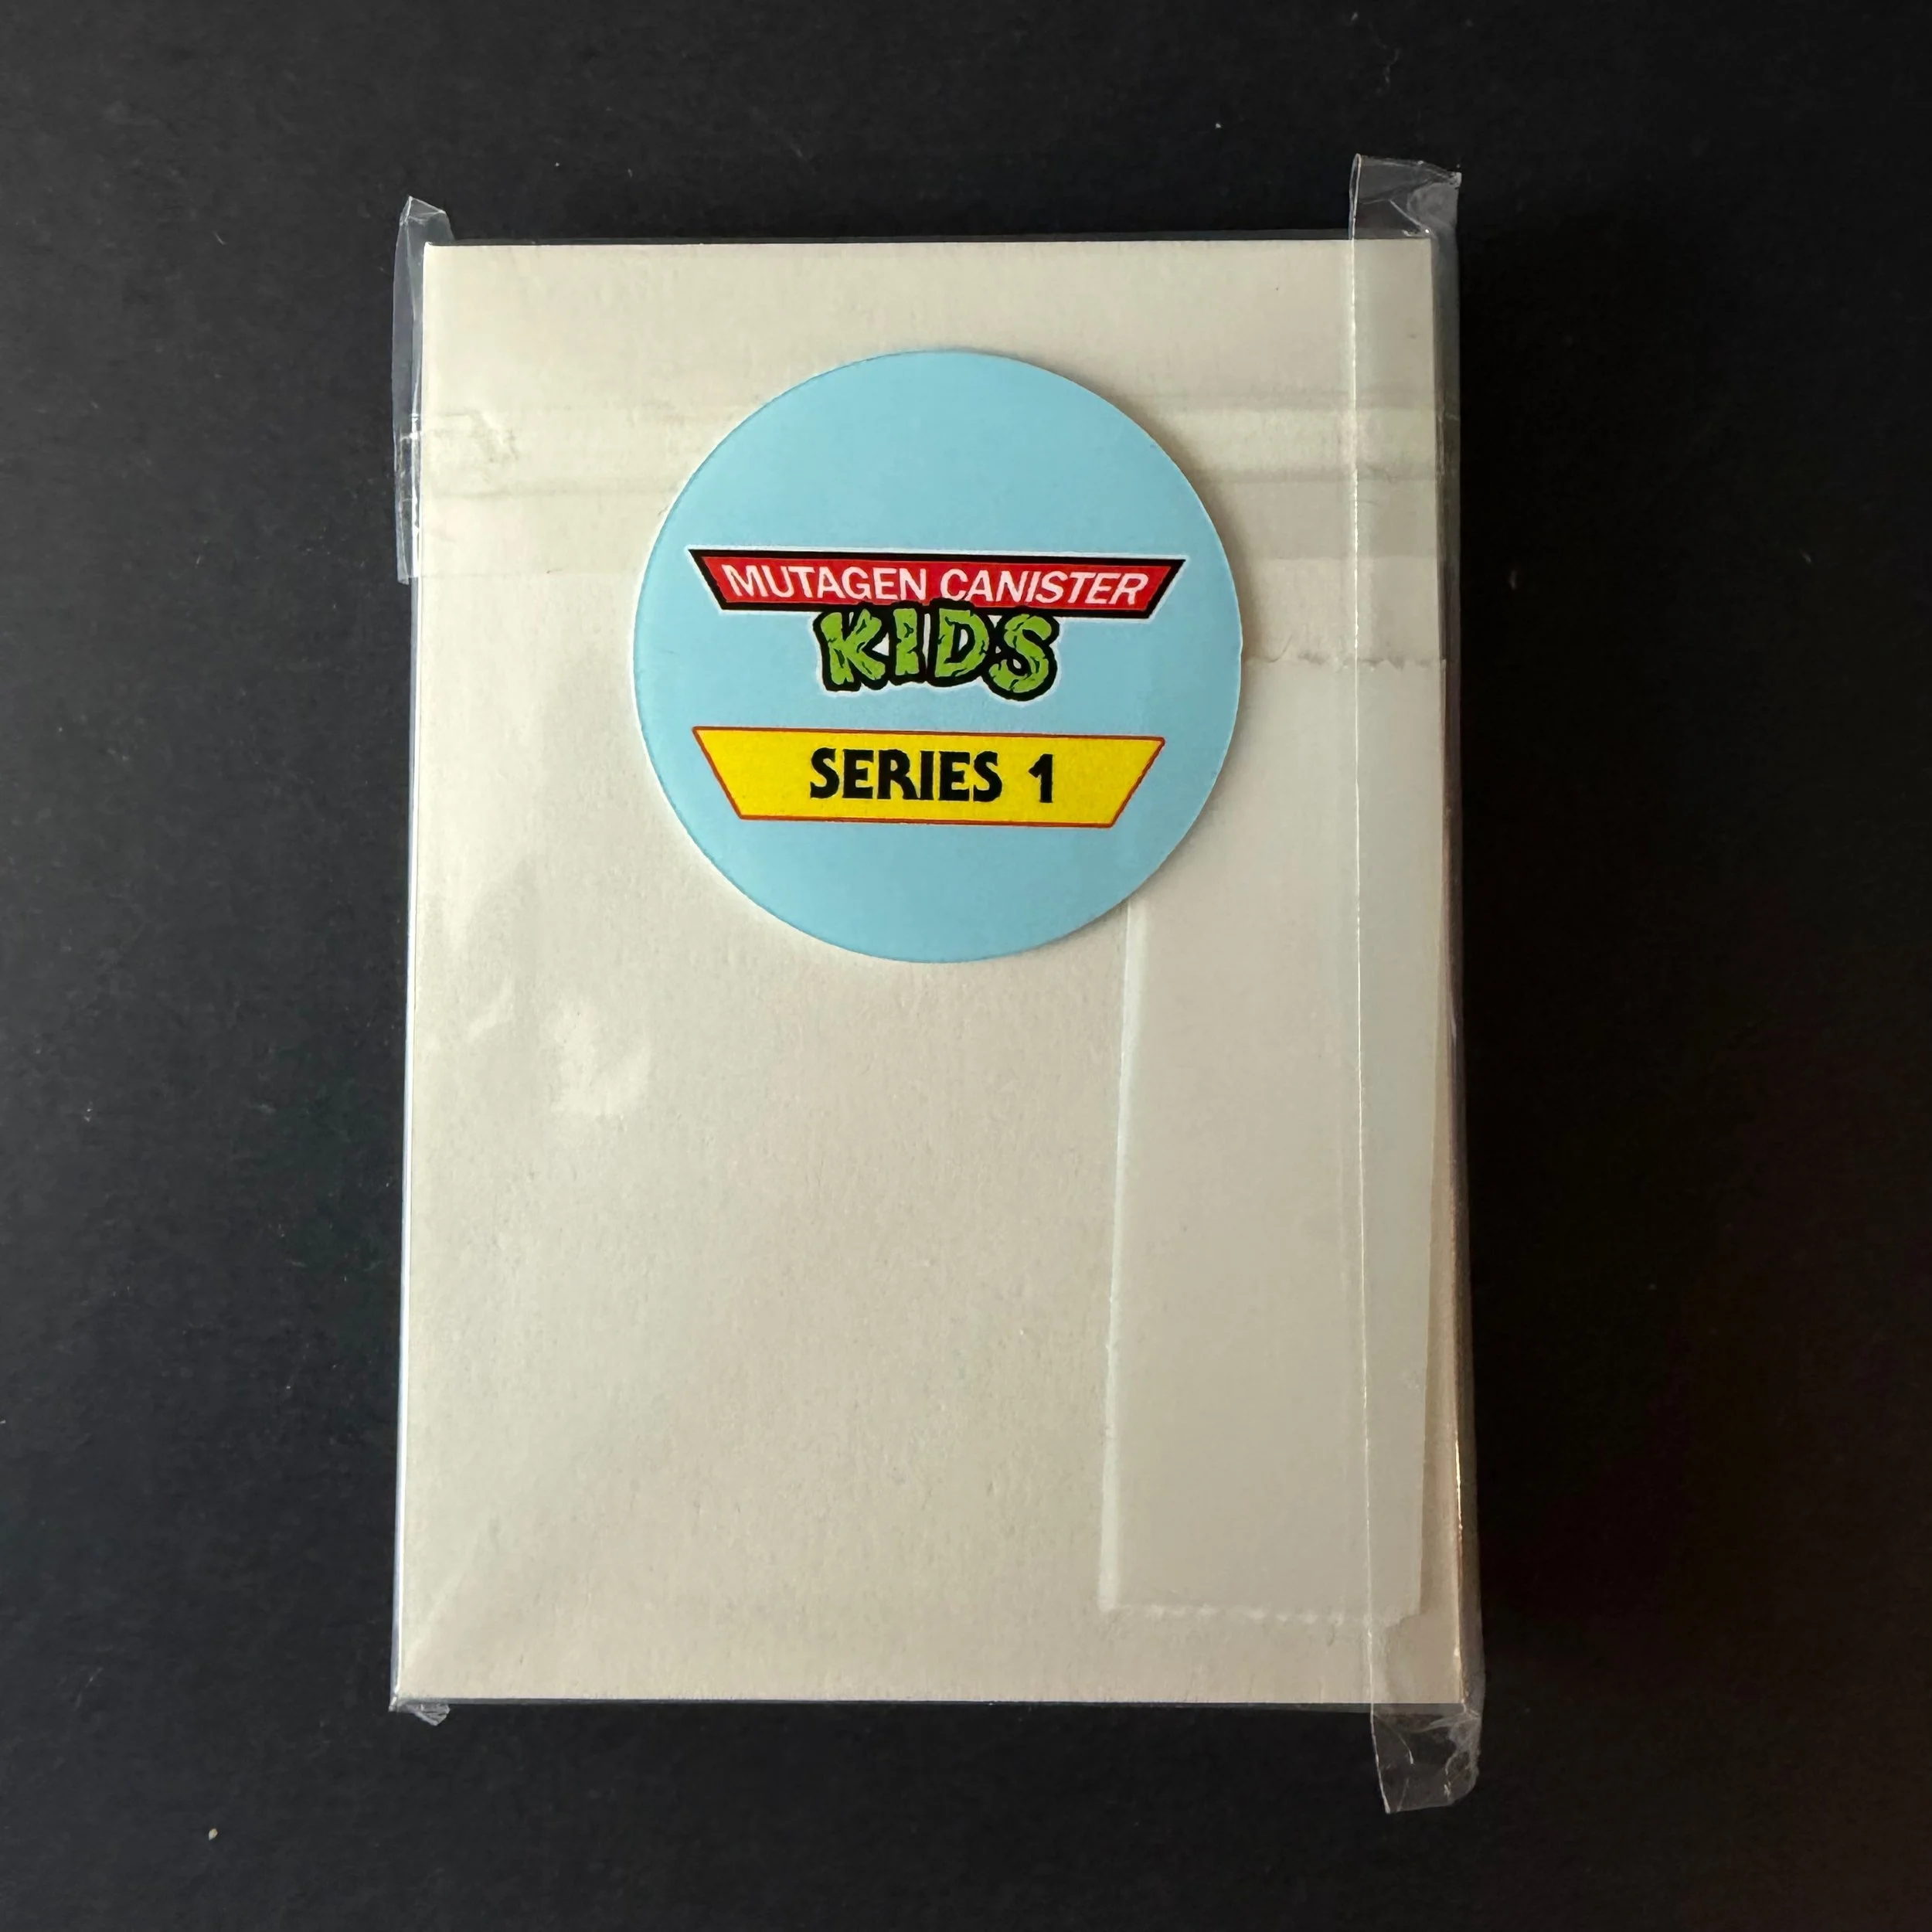 MUTAGEN CANISTER
KIDS
SERIES 1